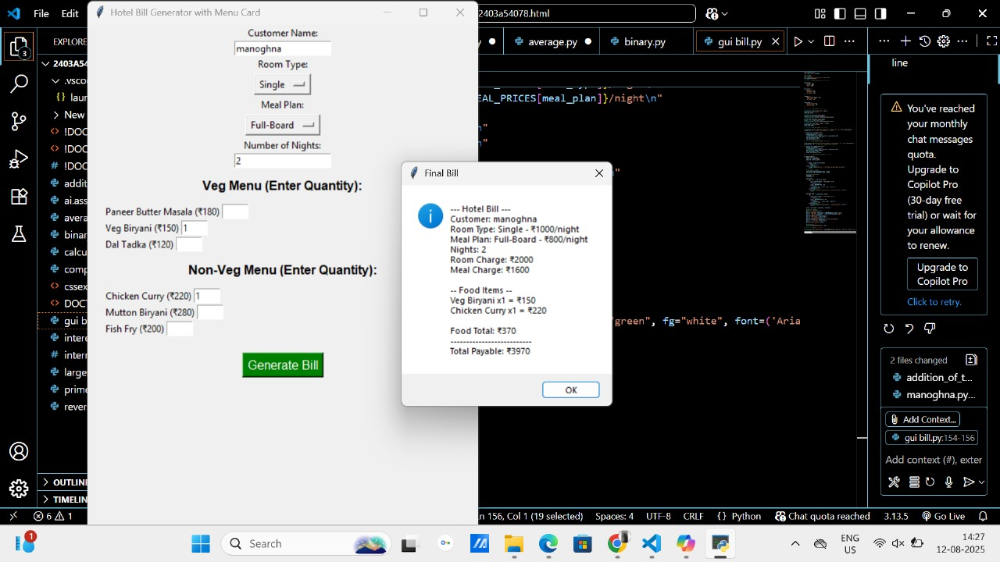 File
Edit
2403a54078.html
Hotel Bill Generator with Menu Card
EXPLORE
average.py
binary.py
gui bill.py
Customer Name:
manoghna
Room Type:
Single
Meal Plan:
Full-Board
Number of Nights:
2
Veg Menu (Enter Quantity):
Paneer Butter Masala (₹180)
Veg Biryani (₹150) 1
Dal Tadka (₹120)
Non-Veg Menu (Enter Quantity):
Chicken Curry (₹220) 1
Mutton Biryani (₹280)
Fish Fry (₹200)
Generate Bill
Final Bill
--- Hotel Bill ---
Customer: manoghna
Room Type: Single - ₹1000/night
Meal Plan: Full-Board - ₹800/night
Nights: 2
Room Charge: ₹2000
Meal Charge: ₹1600
-- Food Items --
Veg Biryani x1 = ₹150
Chicken Curry x1 = ₹220
Food Total: ₹370
--------------------------
Total Payable: ₹3970
OK
EAL_PRICES[meal_plan]}/night\n"
"green", fg="white", font=('Aria
2403A54
.vsco
lau
New
!DOC
!DOC
!DOC
addit
avera
binar
calcu
comp
cssex
DOCT
gui b
inter
large
prime
rever
OUTLINE
TIMELIN
line
You've reached
your monthly
chat messages
quota.
Upgrade to
Copilot Pro
(30-day free
trial) or wait for
your allowance
to renew.
Upgrade to
Copilot Pro
Click to retry.
2 files changed
addition_of_t...
manoghna.py...
Add Context...
gui bill.py:154-156
Add context (#), exter
6 1
Ln 156, Col 1 (19 selected)
Spaces: 4
UTF-8
CRLF
{} Python
Chat quota reached
3.13.5
Go Live
1
Search
ENG
US
14:27
12-08-2025
3